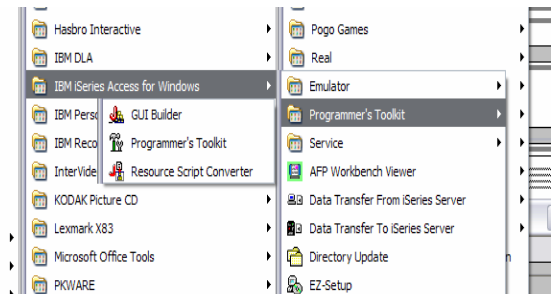 Hasbro Interactive
IBM DLA
IBM iSeries Access for Windows
IBM Perso
IBM Reco
InterVide
KODAK Picture CD
Lexmark X83
Microsoft Office Tools
PKWARE
GUI Builder
Programmer's Toolkit
Resource Script Converter
Pogo Games
Real
Emulator
Programmer's Toolkit
Service
AFP Workbench Viewer
Data Transfer From iSeries Server
Data Transfer To iSeries Server
Directory Update
EZ-Setup
n